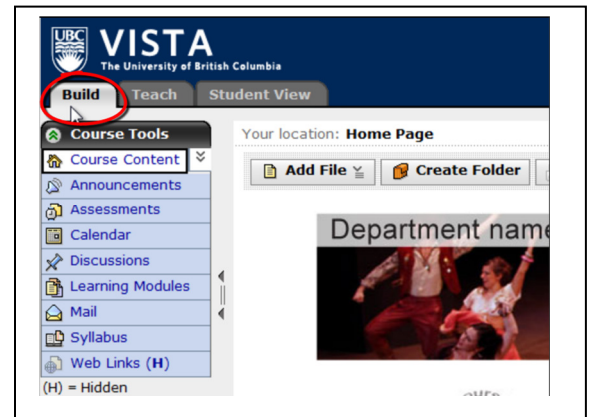 UBC
VISTA
The University of British Columbia
Build Teach Student View
Course Tools
Your location: Home Page
Course Content
Add File Create Folder
Announcements
Assessments
Department name
Calendar
Discussions
Learning Modules
Mail
Syllabus
Web Links (H)
(H) = Hidden